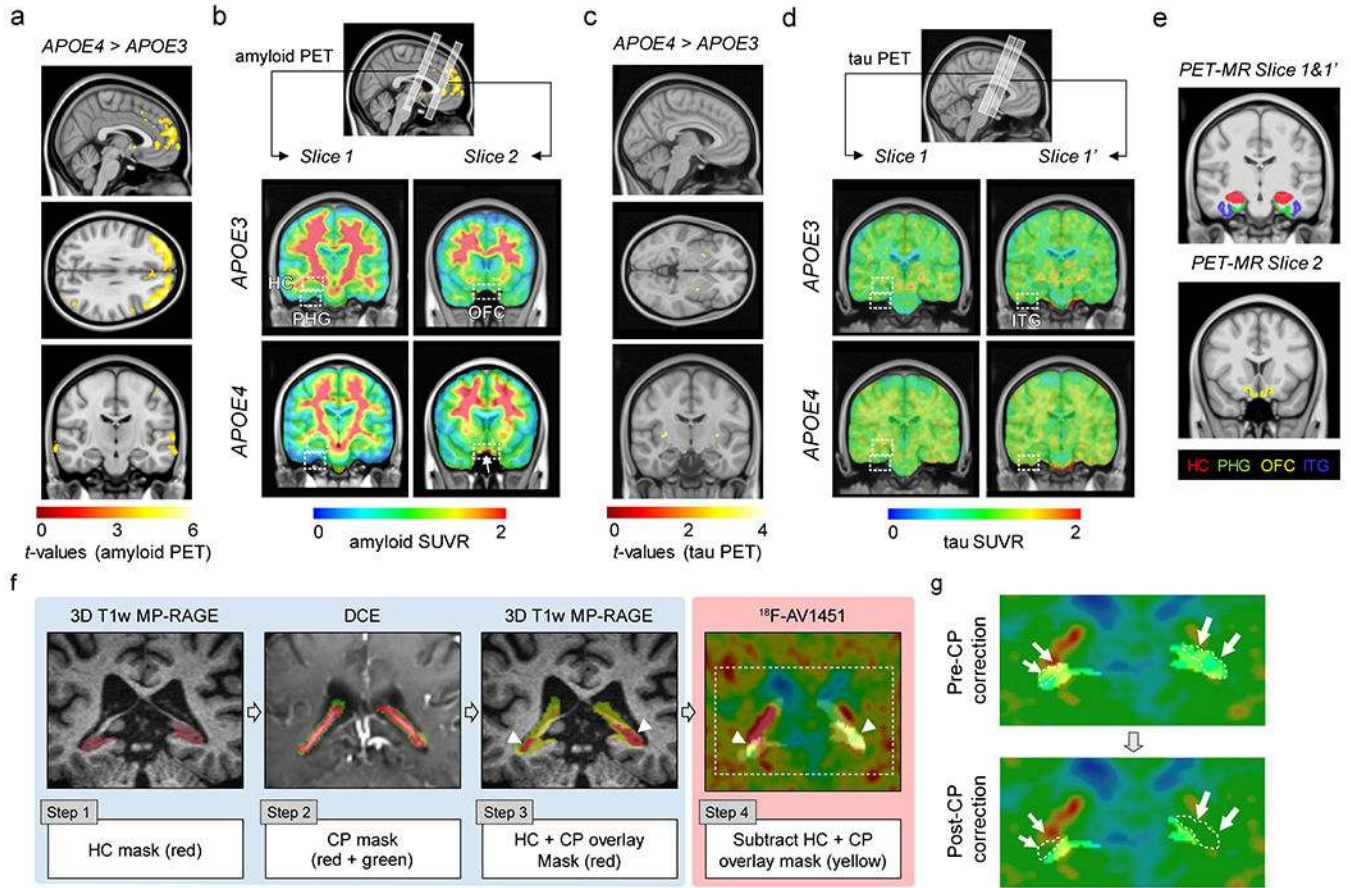 a
APOE4 > APOE3
0 3 6
t-values (amyloid PET)
b
amyloid PET
Slice 1 Slice 2
APOE3
HC
PHG
OFC
APOE4
0 2
amyloid SUVR
c
APOE4 > APOE3
0 2 4
t-values (tau PET)
d
tau PET
Slice 1 Slice 1’
APOE3
ITG
APOE4
0 2
tau SUVR
e
PET-MR Slice 1&1’
PET-MR Slice 2
HC PHG OFC ITG
f
3D T1w MP-RAGE
Step 1
HC mask (red)
DCE
Step 2
CP mask
(red + green)
3D T1w MP-RAGE
Step 3
HC + CP overlay
Mask (red)
¹⁸F-AV1451
Step 4
Subtract HC + CP
overlay mask (yellow)
g
Pre-CP
correction
Post-CP
correction